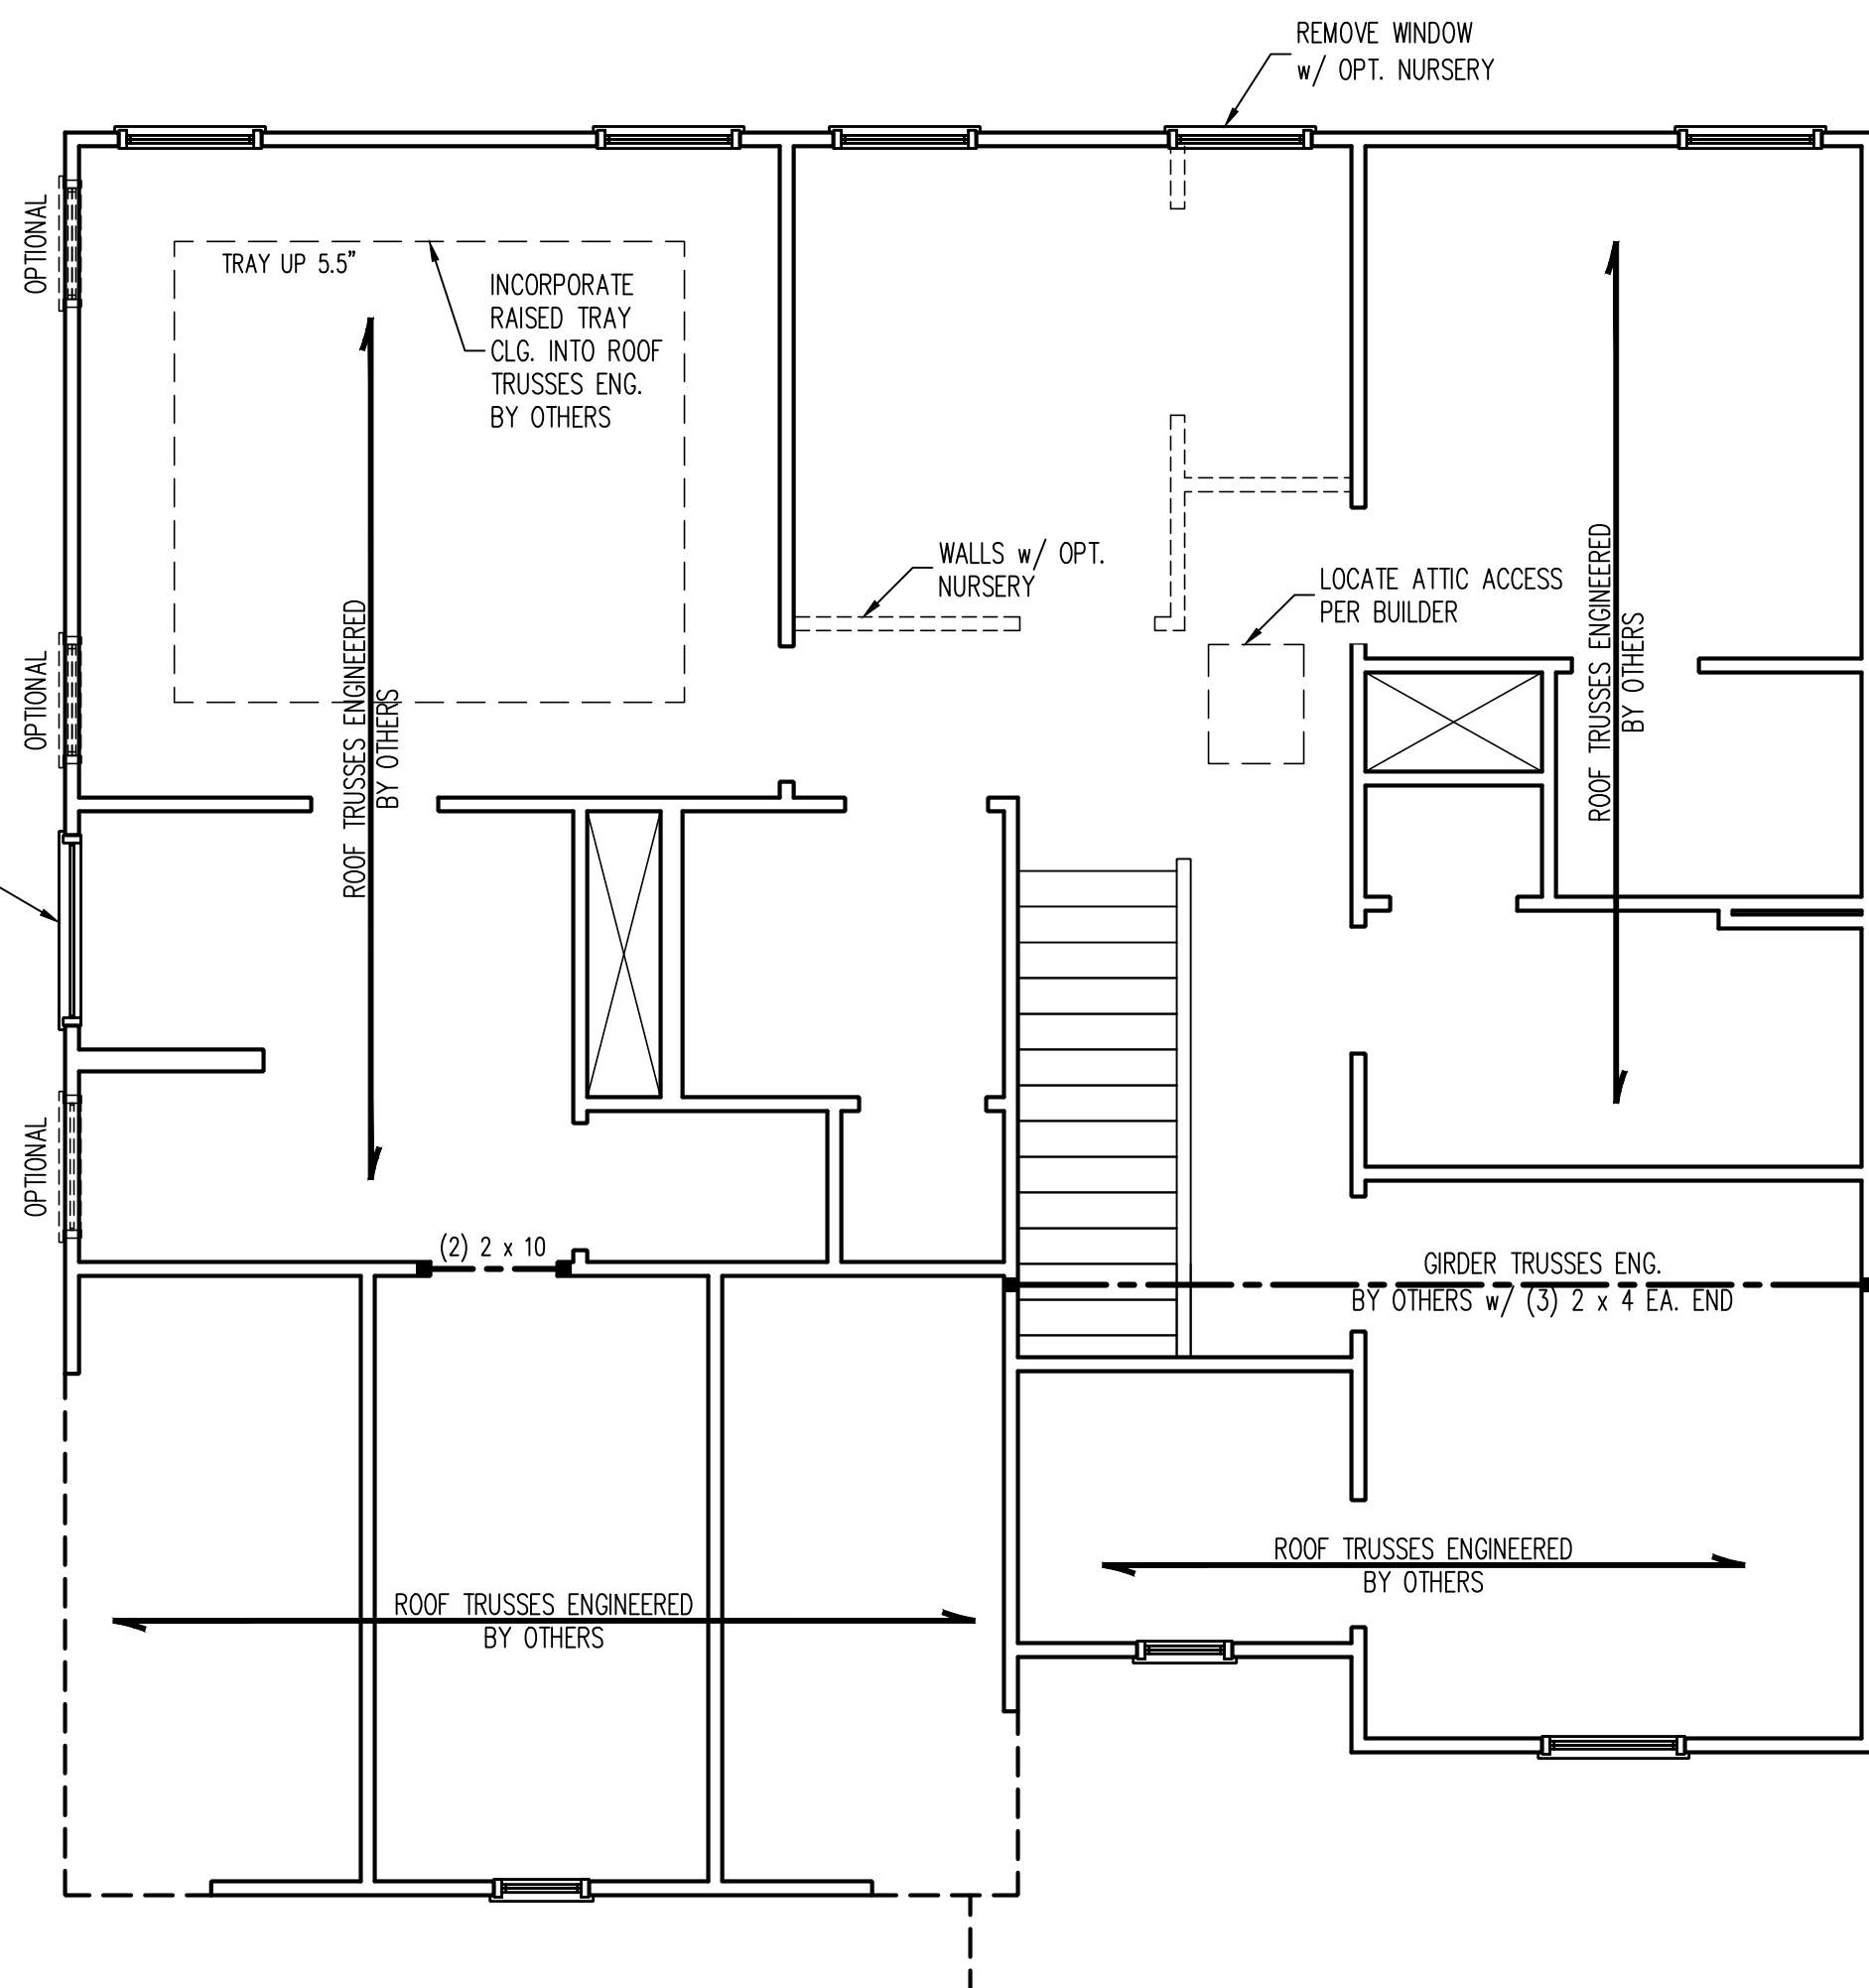 REMOVE WINDOW
w/ OPT. NURSERY
OPTIONAL
TRAY UP 5.5"
INCORPORATE
RAISED TRAY
CLG. INTO ROOF
TRUSSES ENG.
BY OTHERS
WALLS w/ OPT.
NURSERY
LOCATE ATTIC ACCESS
PER BUILDER
ROOF TRUSSES ENGINEERED
BY OTHERS
ROOF TRUSSES ENGINEERED
BY OTHERS
OPTIONAL
OPTIONAL
(2) 2 x 10
GIRDER TRUSSES ENG.
BY OTHERS w/ (3) 2 x 4 EA. END
ROOF TRUSSES ENGINEERED
BY OTHERS
ROOF TRUSSES ENGINEERED
BY OTHERS